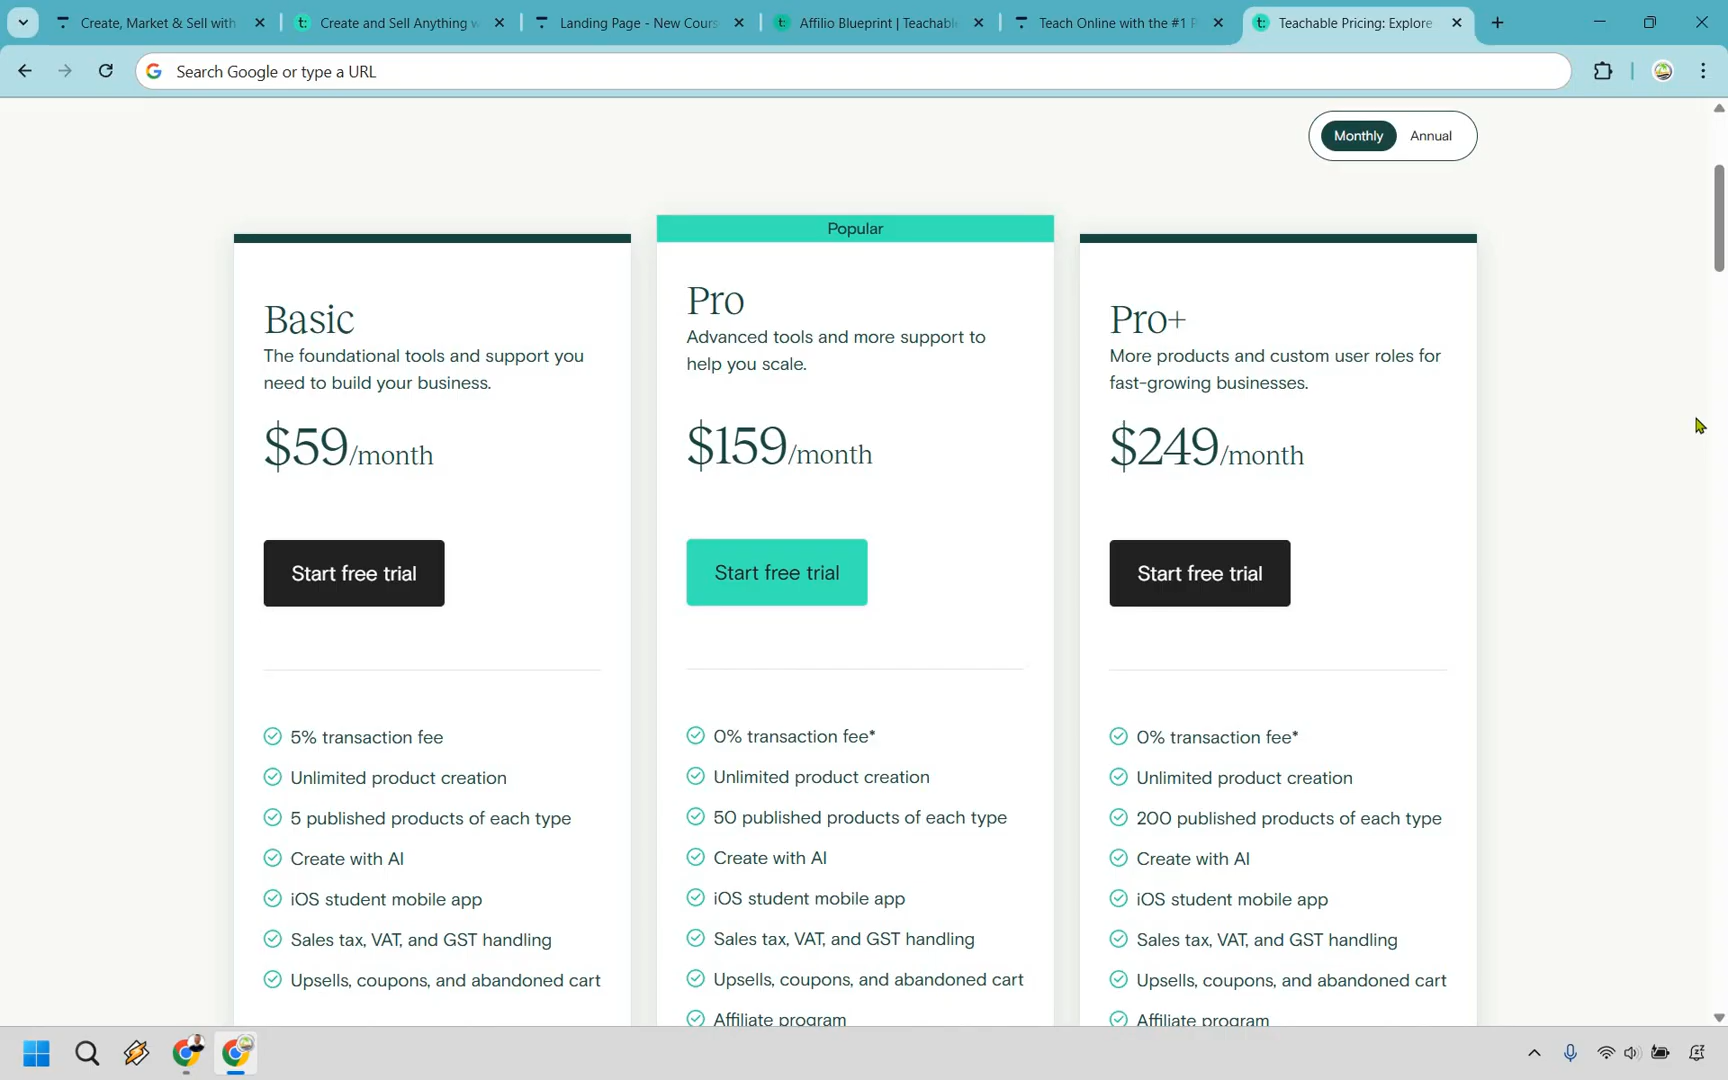 Create, Market & Sell with
Create and Sell Anything w
Landing Page - New Cours
Affilio Blueprint | Teachable
Teach Online with the #1 P
Teachable Pricing: Explore
Search Google or type a URL
Monthly
Annual
Basic
The foundational tools and support you
need to build your business.
$59/month
Start free trial
5% transaction fee
Unlimited product creation
5 published products of each type
Create with AI
iOS student mobile app
Sales tax, VAT, and GST handling
Upsells, coupons, and abandoned cart
Popular
Pro
Advanced tools and more support to
help you scale.
$159/month
Start free trial
0% transaction fee*
Unlimited product creation
50 published products of each type
Create with AI
iOS student mobile app
Sales tax, VAT, and GST handling
Upsells, coupons, and abandoned cart
Affiliate program
Pro+
More products and custom user roles for
fast-growing businesses.
$249/month
Start free trial
0% transaction fee*
Unlimited product creation
200 published products of each type
Create with AI
iOS student mobile app
Sales tax, VAT, and GST handling
Upsells, coupons, and abandoned cart
Affiliate program